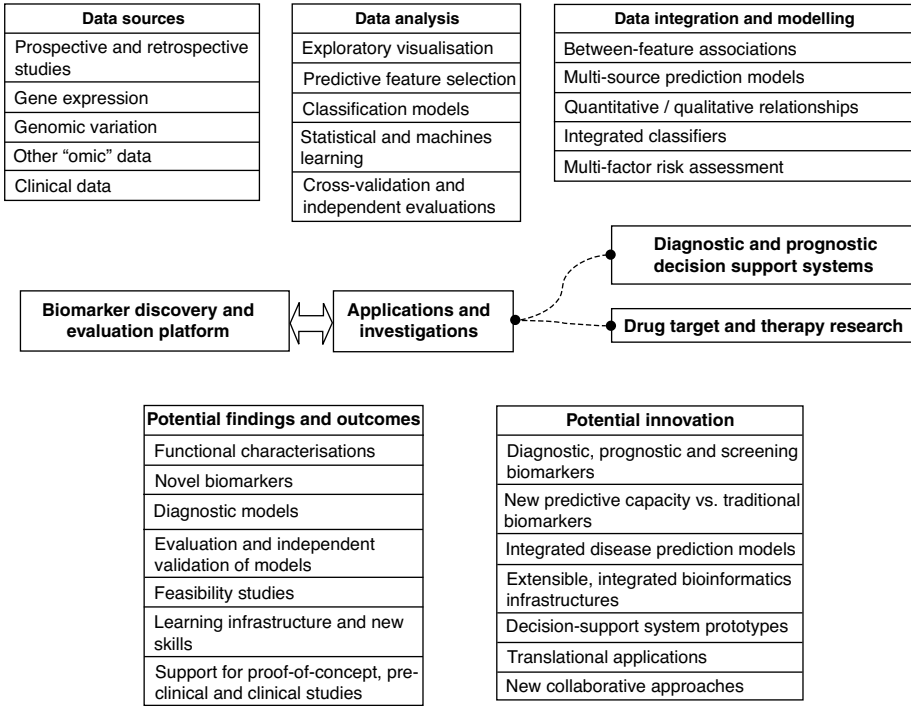 Data sources
Prospective and retrospective
studies
Gene expression
Genomic variation
Other “omic” data
Clinical data
Data analysis
Exploratory visualisation
Predictive feature selection
Classification models
Statistical and machines
learning
Cross-validation and
independent evaluations
Data integration and modelling
Between-feature associations
Multi-source prediction models
Quantitative / qualitative relationships
Integrated classifiers
Multi-factor risk assessment
Biomarker discovery and
evaluation platform
Applications and
investigations
Diagnostic and prognostic
decision support systems
Drug target and therapy research
Potential findings and outcomes
Functional characterisations
Novel biomarkers
Diagnostic models
Evaluation and independent
validation of models
Feasibility studies
Learning infrastructure and new
skills
Support for proof-of-concept, pre-
clinical and clinical studies
Potential innovation
Diagnostic, prognostic and screening
biomarkers
New predictive capacity vs. traditional
biomarkers
Integrated disease prediction models
Extensible, integrated bioinformatics
infrastructures
Decision-support system prototypes
Translational applications
New collaborative approaches